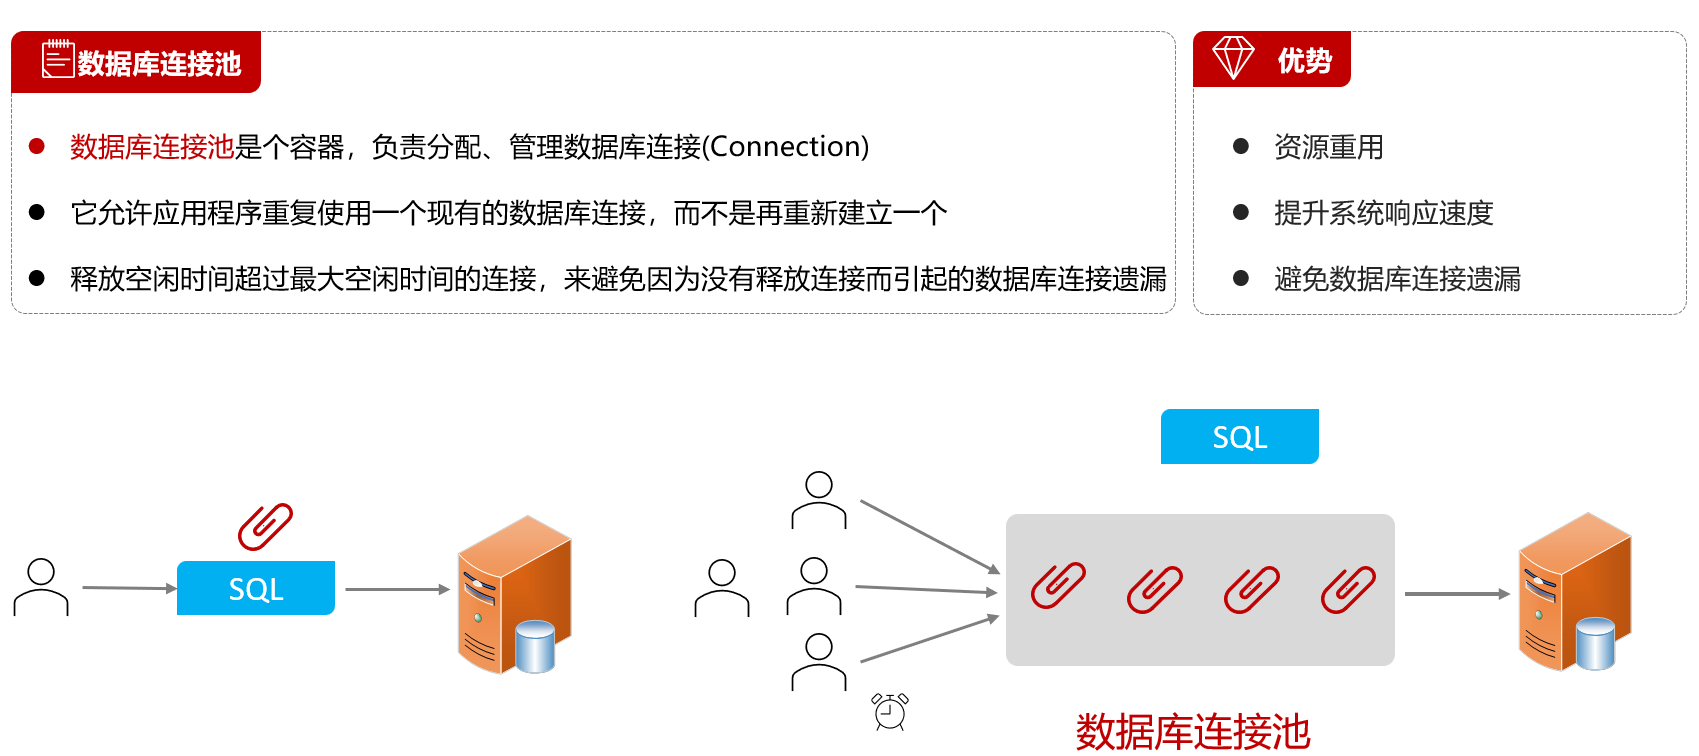 数据库连接池
数据库连接池是个容器，负责分配、管理数据库连接(Connection)
它允许应用程序重复使用一个现有的数据库连接，而不是再重新建立一个
释放空闲时间超过最大空闲时间的连接，来避免因为没有释放连接而引起的数据库连接遗漏
优势
资源重用
提升系统响应速度
避免数据库连接遗漏
SQL
SQL
数据库连接池